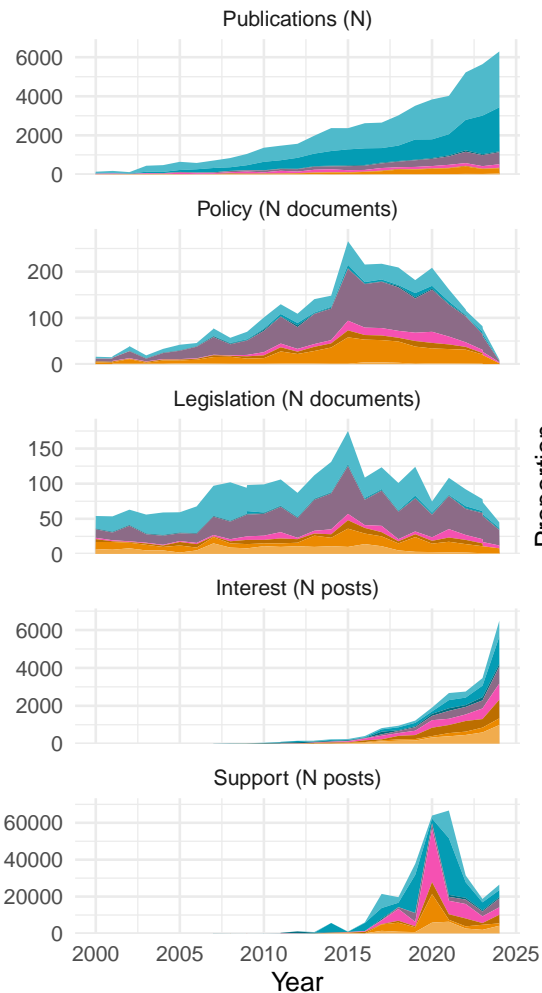 Publications (N)
6000
4000
2000
0
Policy (N documents)
200
100
0
Legislation (N documents)
150
100
50
0
Proportion
Interest (N posts)
6000
4000
2000
0
Support (N posts)
60000
40000
20000
0
2000 2005 2010 2015 2020 2025
Year